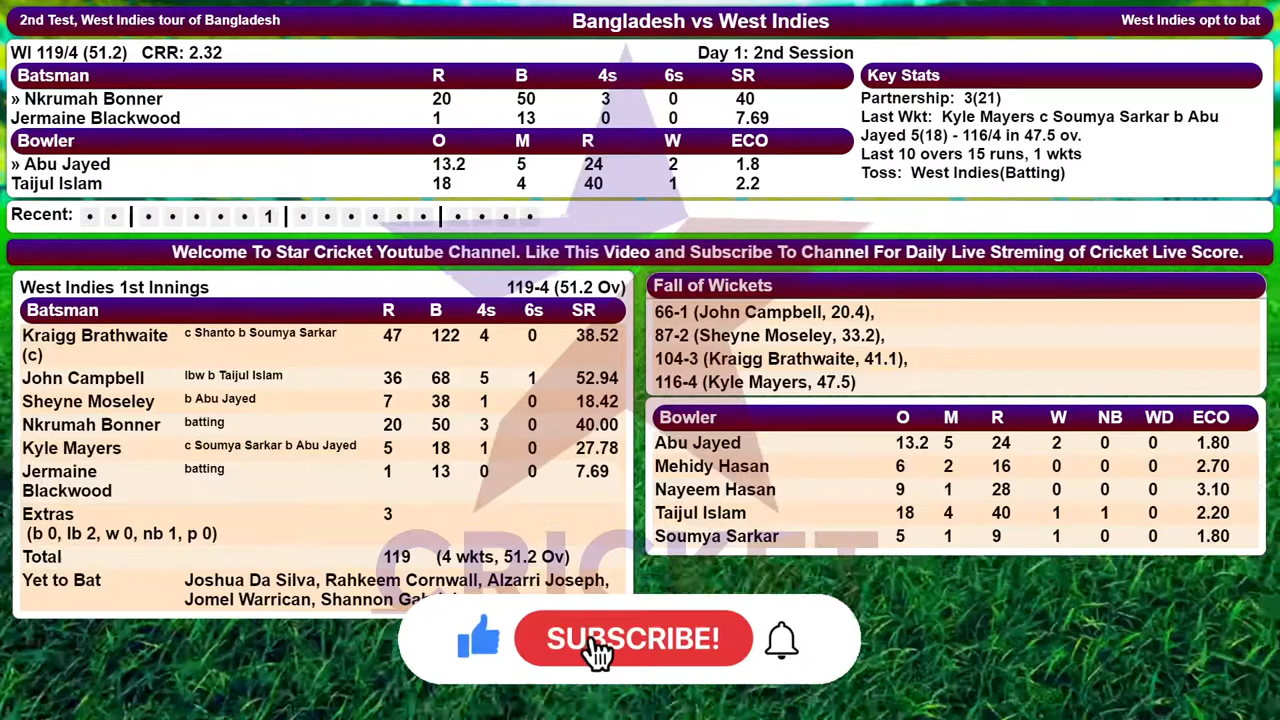 2nd Test, West Indies tour of Bangladesh Bangladesh vs West Indies West Indies opt to bat
WI 119/4 (51.2) CRR: 2.32 Day 1: 2nd Session
Batsman R B 4s 6s SR
» Nkrumah Bonner 20 50 3 0 40
Jermaine Blackwood 1 13 0 0 7.69
Bowler O M R W ECO
» Abu Jayed 13.2 5 24 2 1.8
Taijul Islam 18 4 40 1 2.2
Key Stats
Partnership: 3(21)
Last Wkt: Kyle Mayers c Soumya Sarkar b Abu
Jayed 5(18) - 116/4 in 47.5 ov.
Last 10 overs 15 runs, 1 wkts
Toss: West Indies(Batting)
Recent: • • | • • • • • 1 | • • • • • • | • • • •
Welcome To Star Cricket Youtube Channel. Like This Video and Subscribe To Channel For Daily Live Streming of Cricket Live Score.
West Indies 1st Innings 119-4 (51.2 Ov)
Batsman R B 4s 6s SR
Kraigg Brathwaite c Shanto b Soumya Sarkar 47 122 4 0 38.52
(c)
John Campbell lbw b Taijul Islam 36 68 5 1 52.94
Sheyne Moseley b Abu Jayed 7 38 1 0 18.42
Nkrumah Bonner batting 20 50 3 0 40.00
Kyle Mayers c Soumya Sarkar b Abu Jayed 5 18 1 0 27.78
Jermaine batting 1 13 0 0 7.69
Blackwood
Extras 3
(b 0, lb 2, w 0, nb 1, p 0)
Total 119 (4 wkts, 51.2 Ov)
Yet to Bat Joshua Da Silva, Rahkeem Cornwall, Alzarri Joseph,
Jomel Warrican, Shannon
Fall of Wickets
66-1 (John Campbell, 20.4),
87-2 (Sheyne Moseley, 33.2),
104-3 (Kraigg Brathwaite, 41.1),
116-4 (Kyle Mayers, 47.5)
Bowler O M R W NB WD ECO
Abu Jayed 13.2 5 24 2 0 0 1.80
Mehidy Hasan 6 2 16 0 0 0 2.70
Nayeem Hasan 9 1 28 0 0 0 3.10
Taijul Islam 18 4 40 1 1 0 2.20
Soumya Sarkar 5 1 9 1 0 0 1.80
CRICKET
SUBSCRIBE!